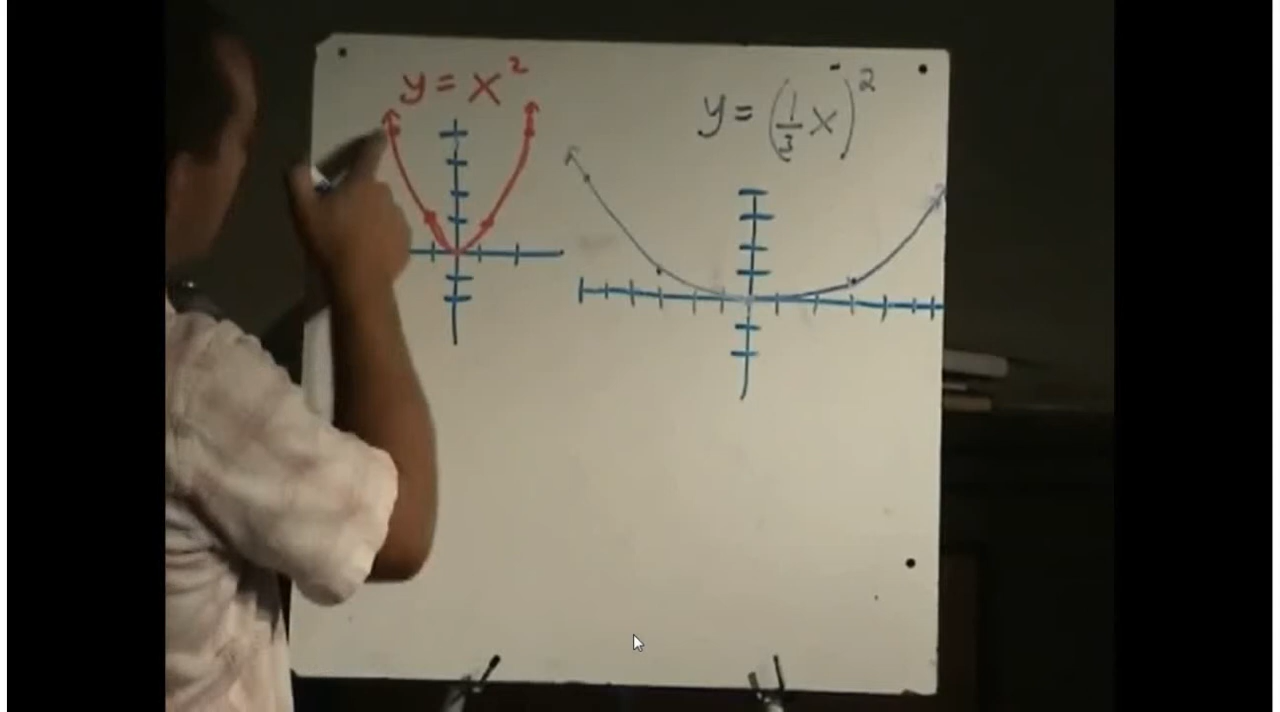 y = x²
y = (1/3 x)²